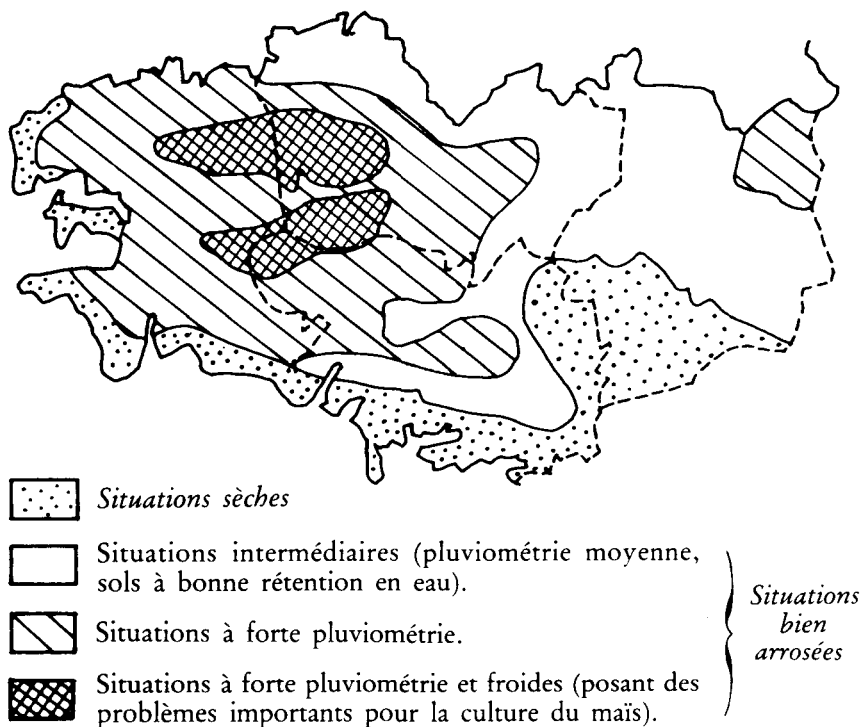 Situations sèches
Situations intermédiaires (pluviométrie moyenne,
sols à bonne rétention en eau).
Situations à forte pluviométrie.
Situations à forte pluviométrie et froides (posant des
problèmes importants pour la culture du maïs).
Situations
bien
arrosées